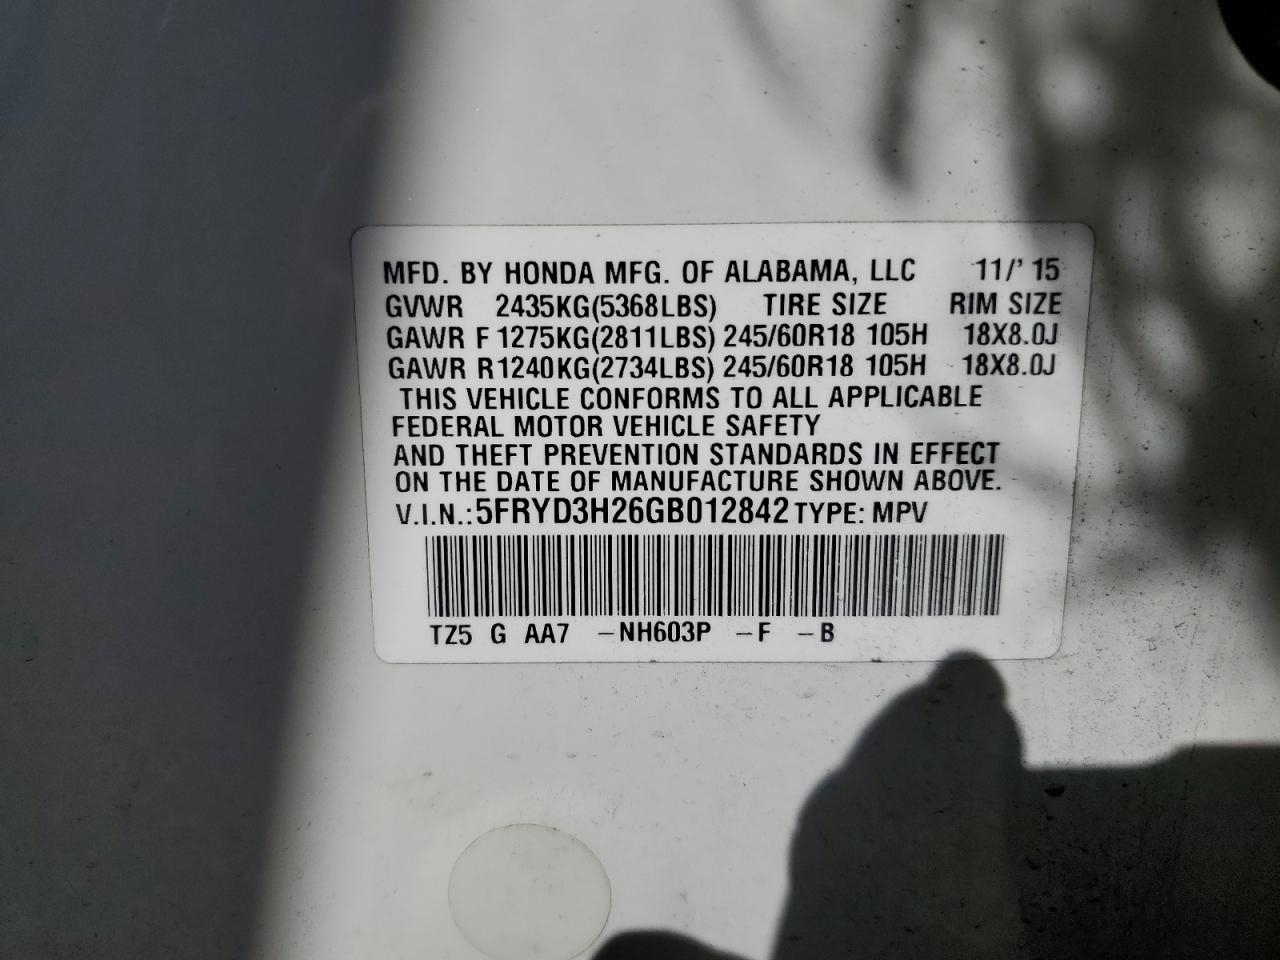 MFD. BY HONDA MFG. OF ALABAMA, LLC 11/'15
GVWR 2435KG(5368LBS) TIRE SIZE RIM SIZE
GAWR F 1275KG(2811LBS) 245/60R18 105H 18X8.0J
GAWR R 1240KG(2734LBS) 245/60R18 105H 18X8.0J
THIS VEHICLE CONFORMS TO ALL APPLICABLE
FEDERAL MOTOR VEHICLE SAFETY
AND THEFT PREVENTION STANDARDS IN EFFECT
ON THE DATE OF MANUFACTURE SHOWN ABOVE.
V.I.N.: 5FRYD3H26GB012842 TYPE: MPV
TZ5 G AA7 -NH603P -F -B